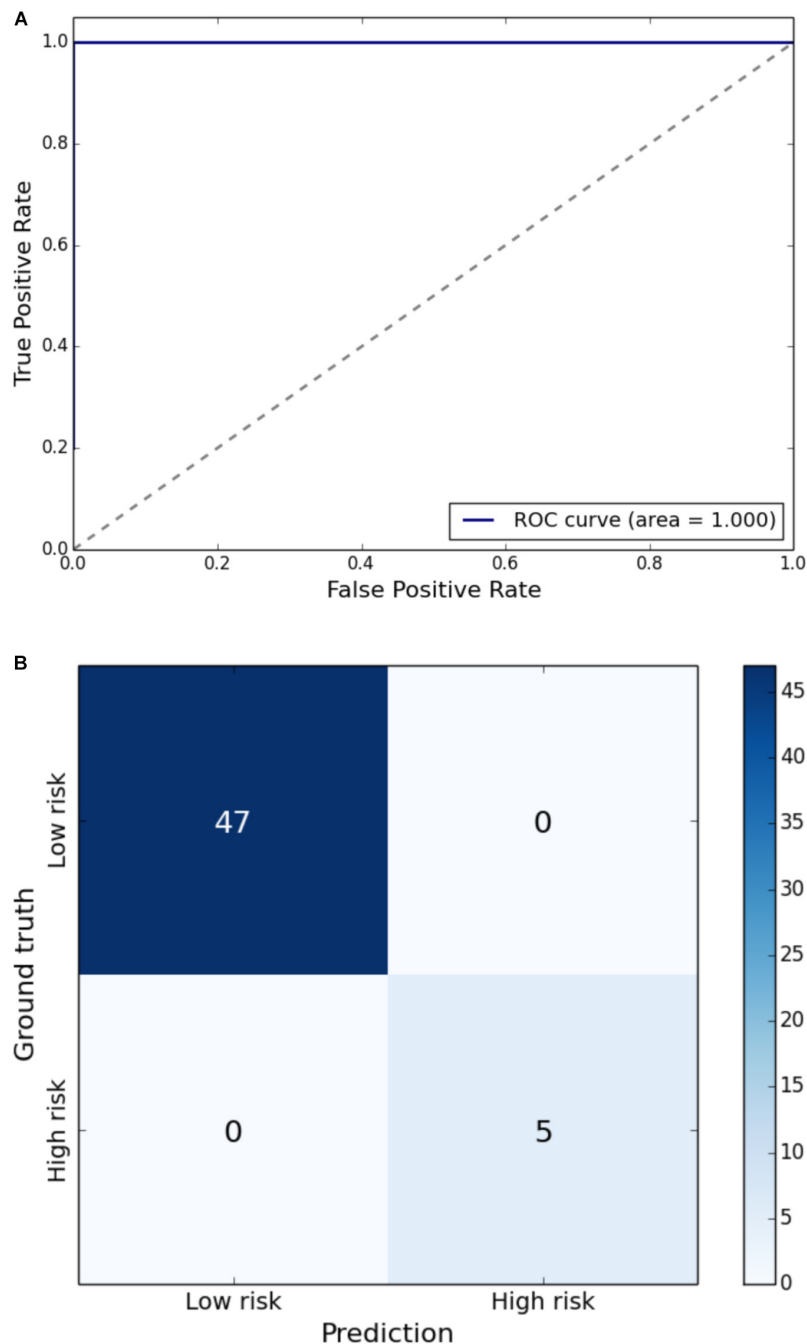 A
1.0
0.8
0.6
0.4
0.2
0.0
True Positive Rate
ROC curve (area = 1.000)
0.0 0.2 0.4 0.6 0.8 1.0
False Positive Rate
B
Ground truth
Low risk
High risk
47 0
0 5
Low risk High risk
Prediction
45
40
35
30
25
20
15
10
5
0